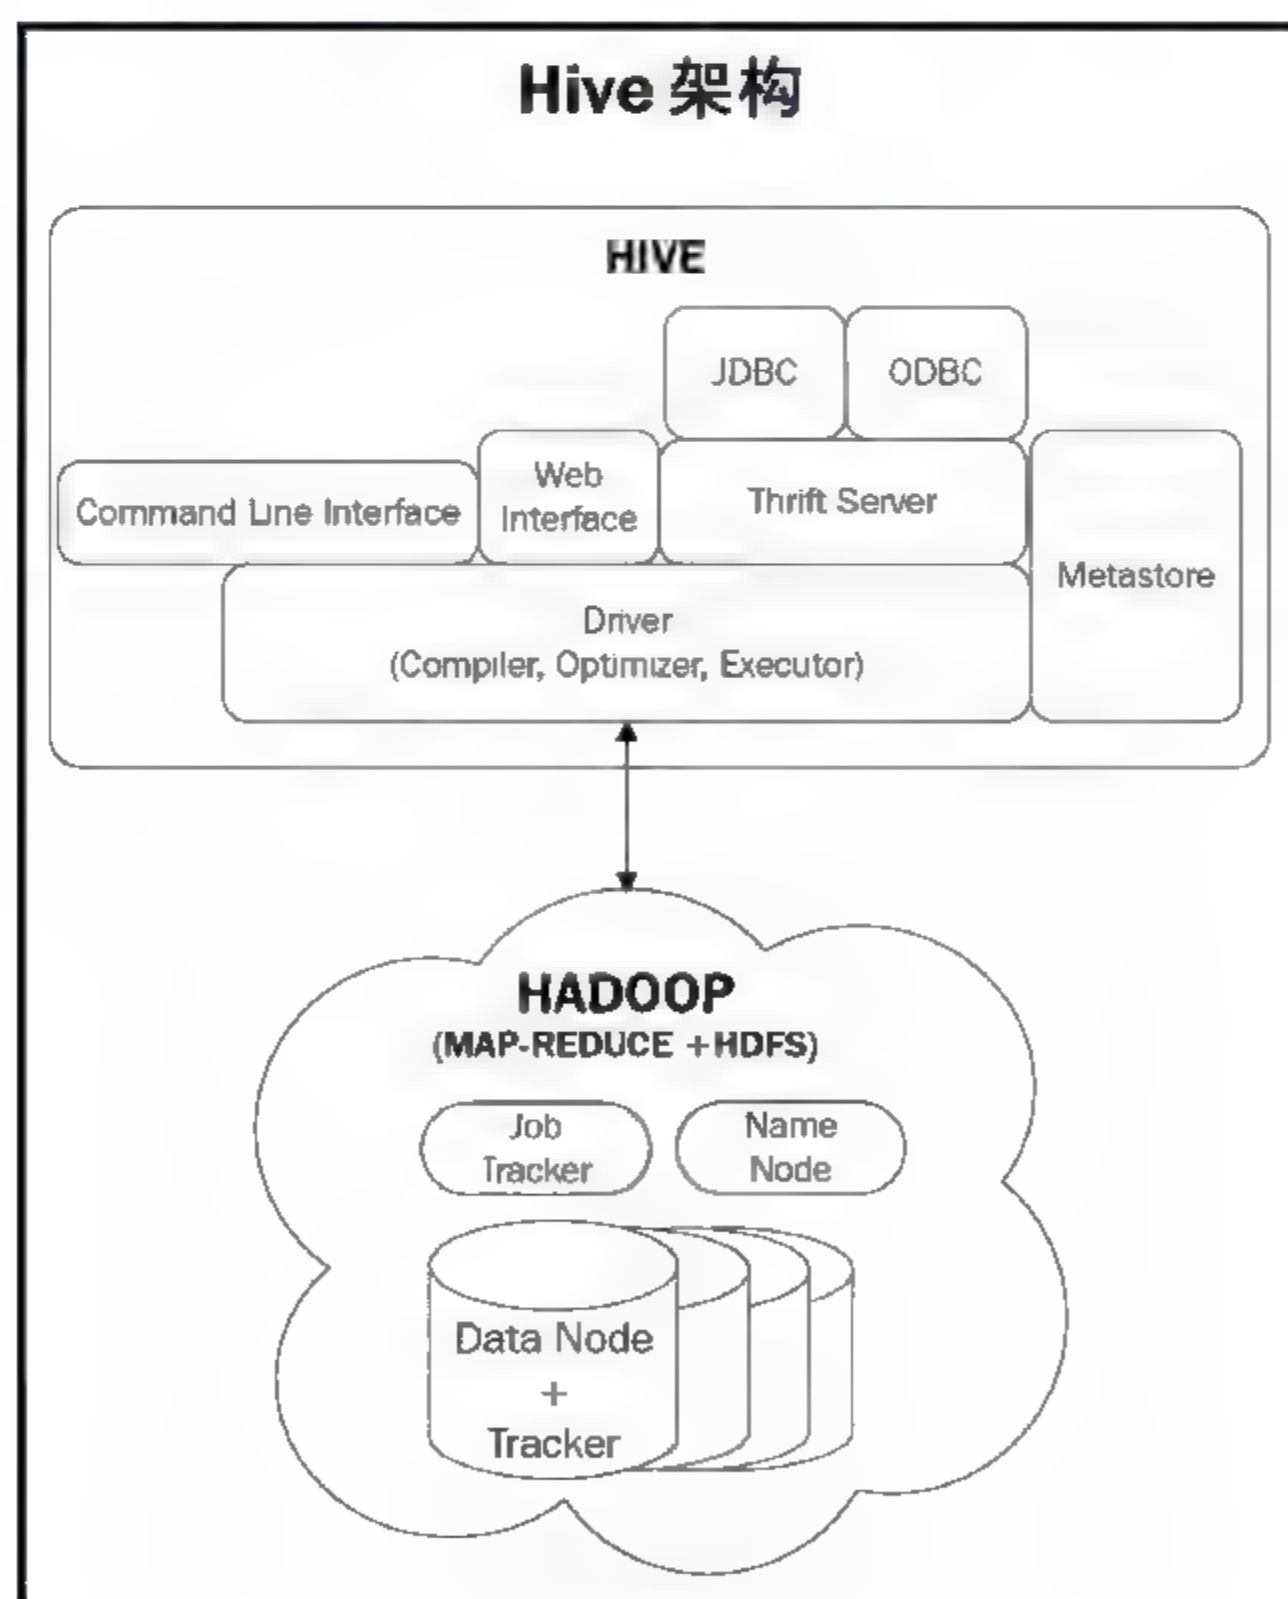 Hive 架构
HIVE
JDBC
ODBC
Command Line Interface
Web
Interface
Thrift Server
Metastore
Driver
(Compiler, Optimizer, Executor)
HADOOP
(MAP-REDUCE +HDFS)
Job
Tracker
Name
Node
Data Node
+
Tracker